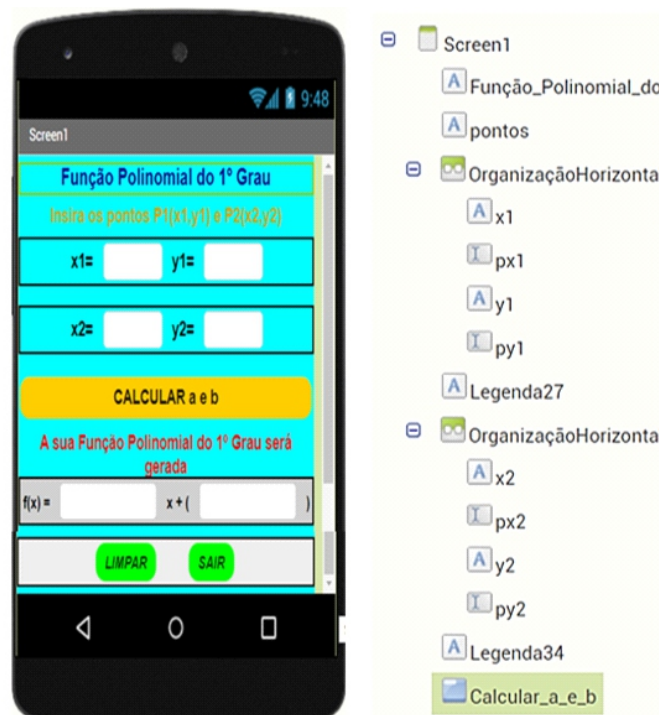 9:48
Screen1
Função Polinomial do 1º Grau
Insira os pontos P1(x1,y1) e P2(x2,y2)
x1= y1=
x2= y2=
CALCULAR a e b
A sua Função Polinomial do 1º Grau será
gerada
f(x) = x + ( )
LIMPAR SAIR
Screen1
Função_Polinomial_do
pontos
OrganizaçãoHorizonta
x1
px1
y1
py1
Legenda27
OrganizaçãoHorizonta
x2
px2
y2
py2
Legenda34
Calcular_a_e_b